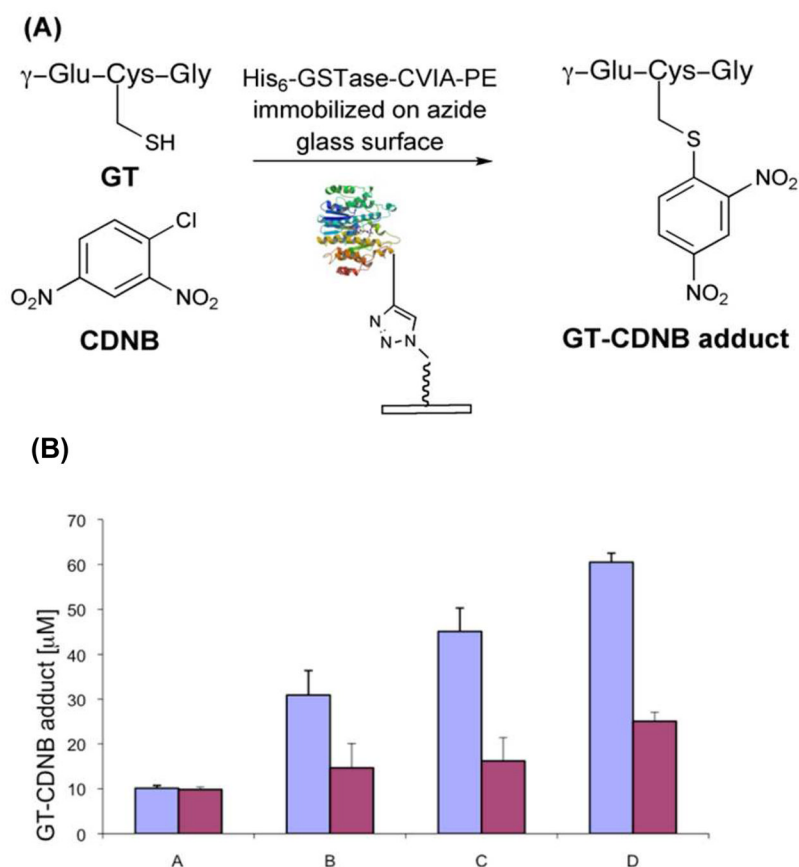 (A)
γ–Glu–Cys–Gly
SH
GT
Cl
O₂N
NO₂
CDNB
His₆-GSTase-CVIA-PE
immobilized on azide
glass surface
N
N
N
γ–Glu–Cys–Gly
S
NO₂
NO₂
GT-CDNB adduct
(B)
GT-CDNB adduct [μM]
70
60
50
40
30
20
10
0
A B C D